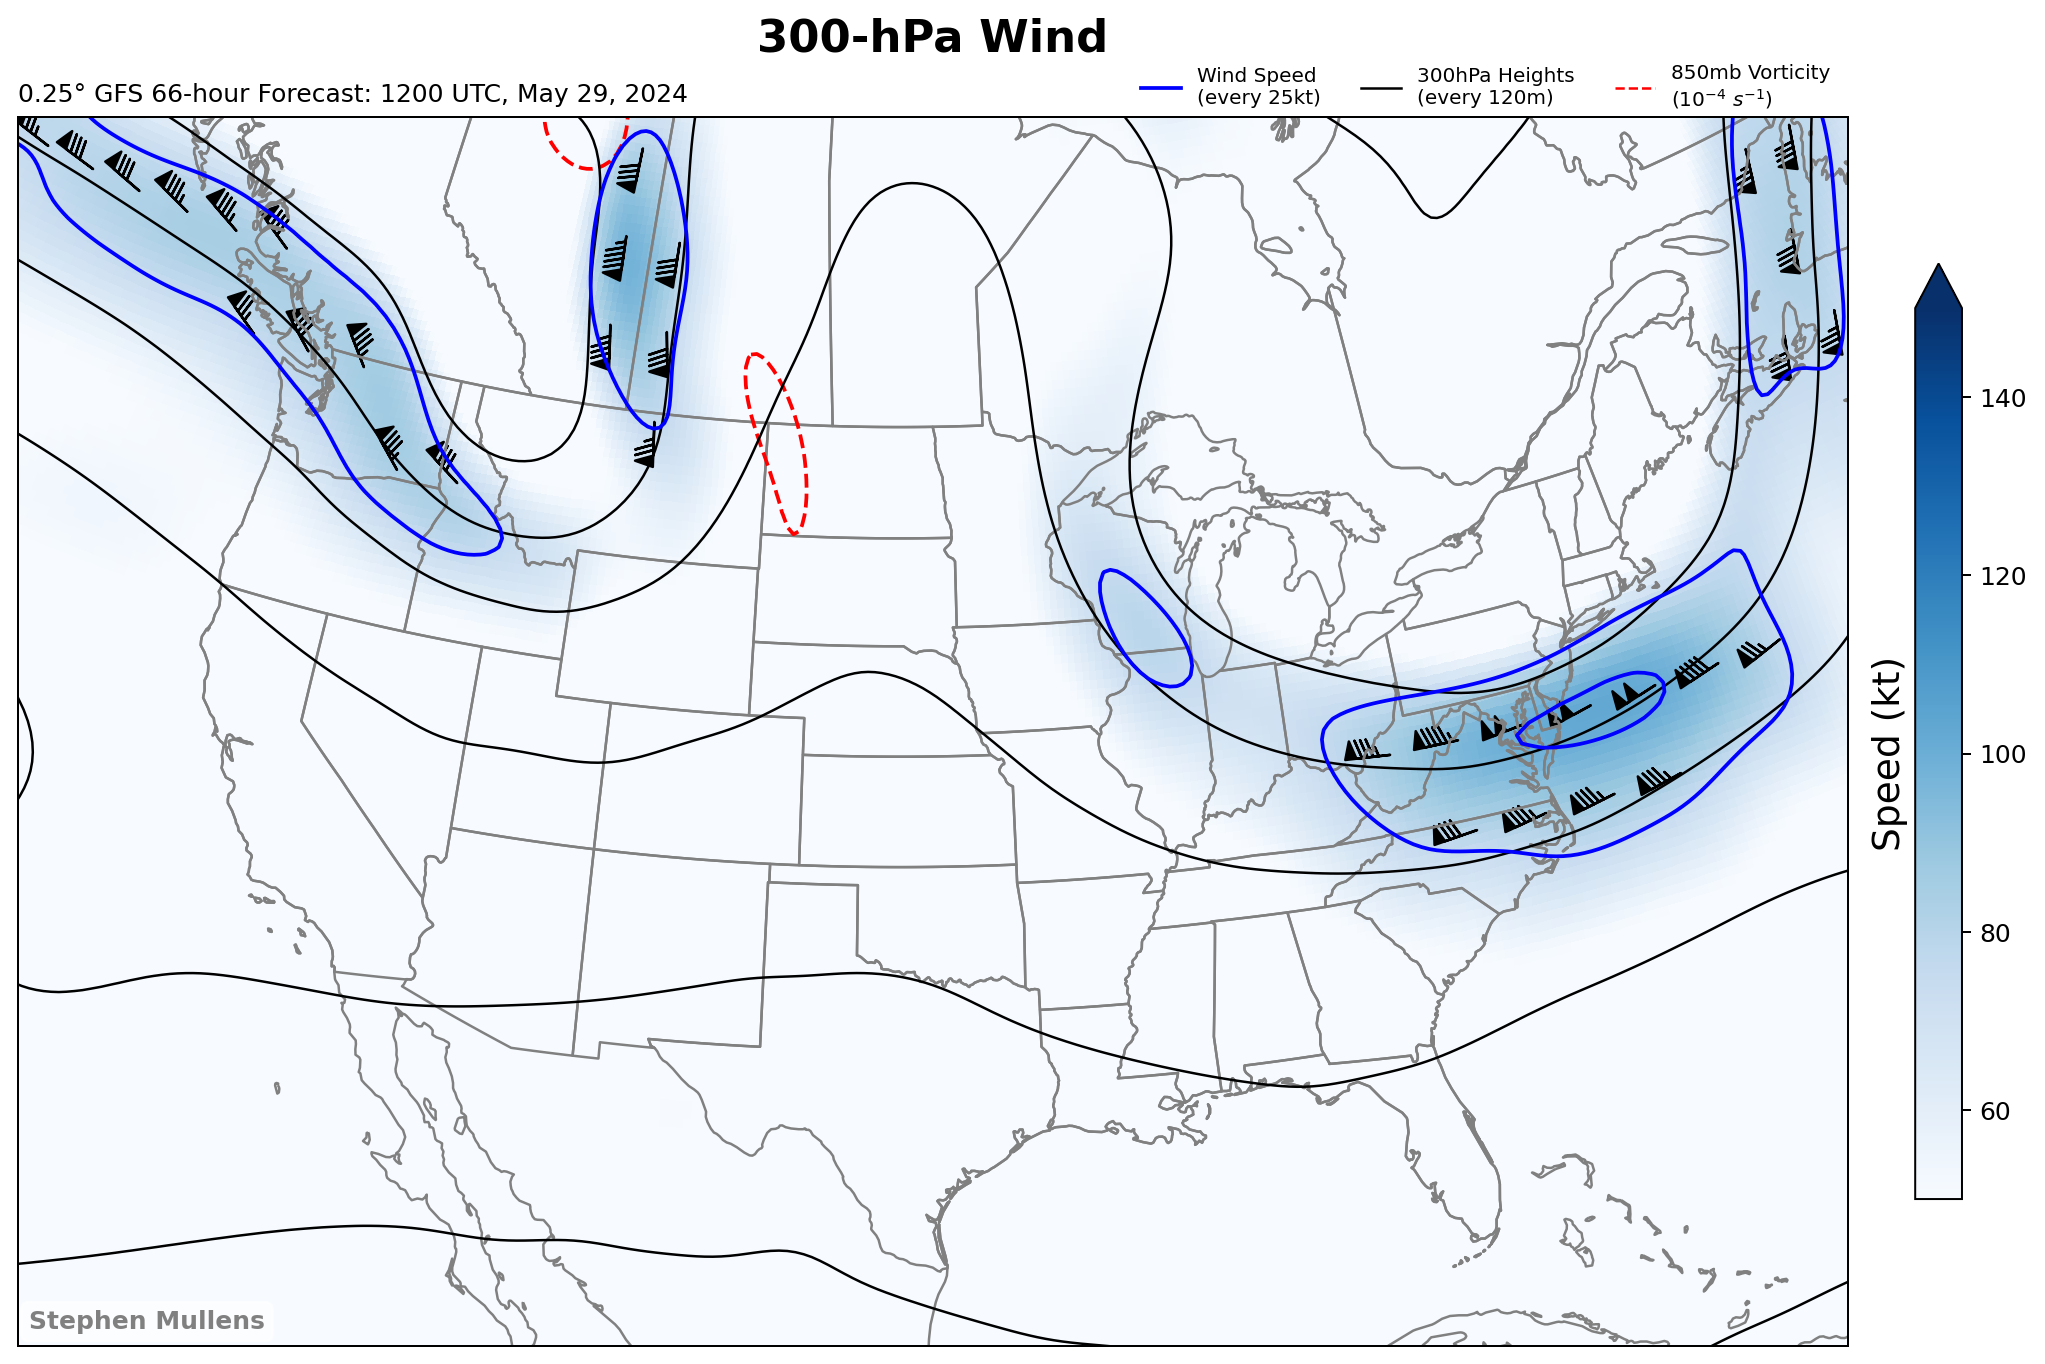 300-hPa Wind
0.25° GFS 66-hour Forecast: 1200 UTC, May 29, 2024
Wind Speed
(every 25kt)
300hPa Heights
(every 120m)
850mb Vorticity
(10⁻⁴ s⁻¹)
140
120
100
80
60
Speed (kt)
Stephen Mullens